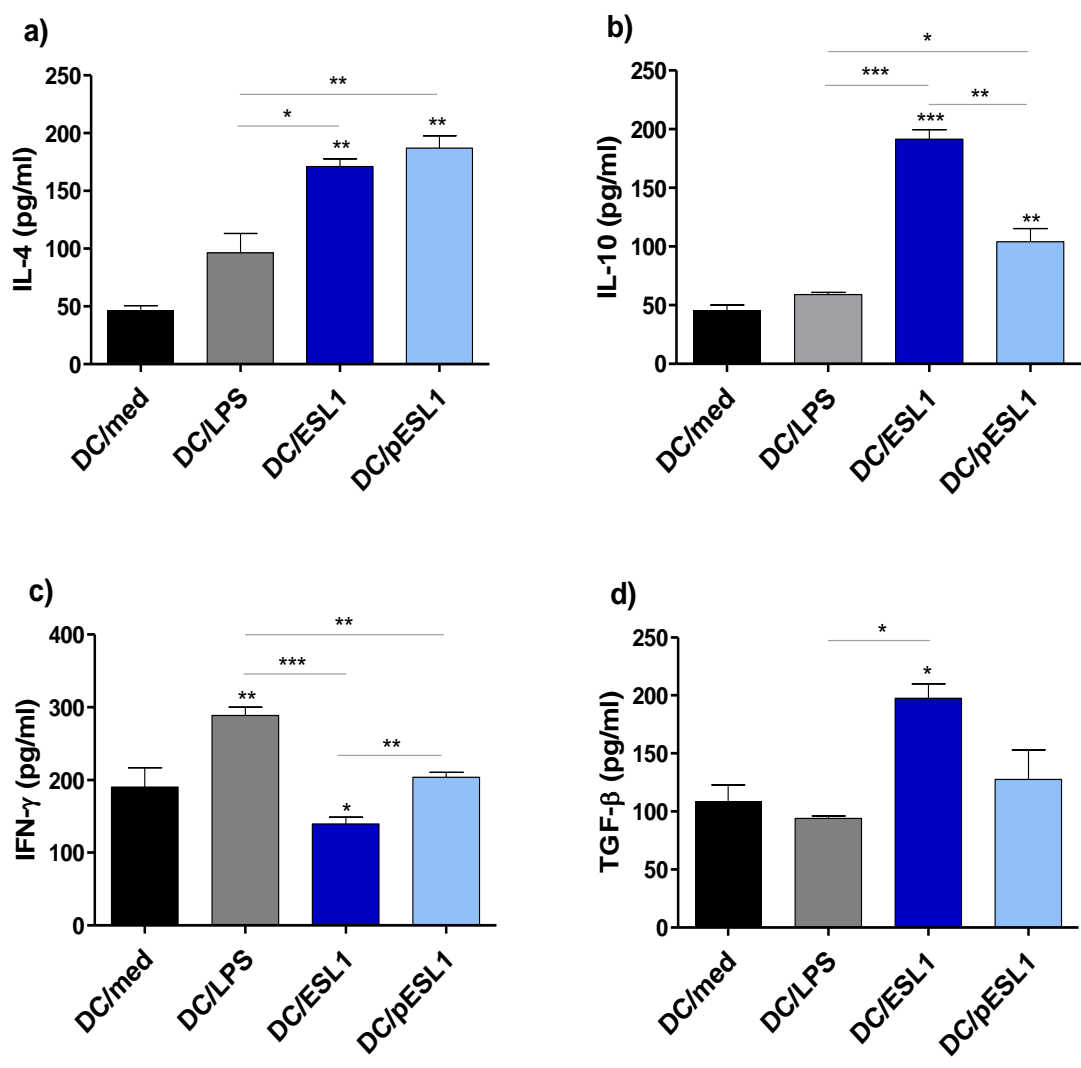 a)
**
*
**
**
IL-4 (pg/ml)
250
200
150
100
50
0
DC/med
DC/LPS
DC/ESL1
DC/pESL1
b)
*
***
**
***
**
IL-10 (pg/ml)
250
200
150
100
50
0
DC/med
DC/LPS
DC/ESL1
DC/pESL1
c)
**
***
**
**
*
IFN-γ (pg/ml)
400
300
200
100
0
DC/med
DC/LPS
DC/ESL1
DC/pESL1
d)
*
*
TGF-β (pg/ml)
250
200
150
100
50
0
DC/med
DC/LPS
DC/ESL1
DC/pESL1